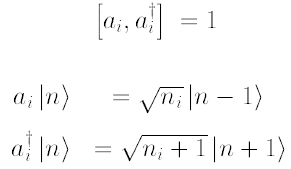 [a_i, a_i^†] = 1
a_i |n⟩ = √n_i |n − 1⟩
a_i^† |n⟩ = √(n_i + 1) |n + 1⟩